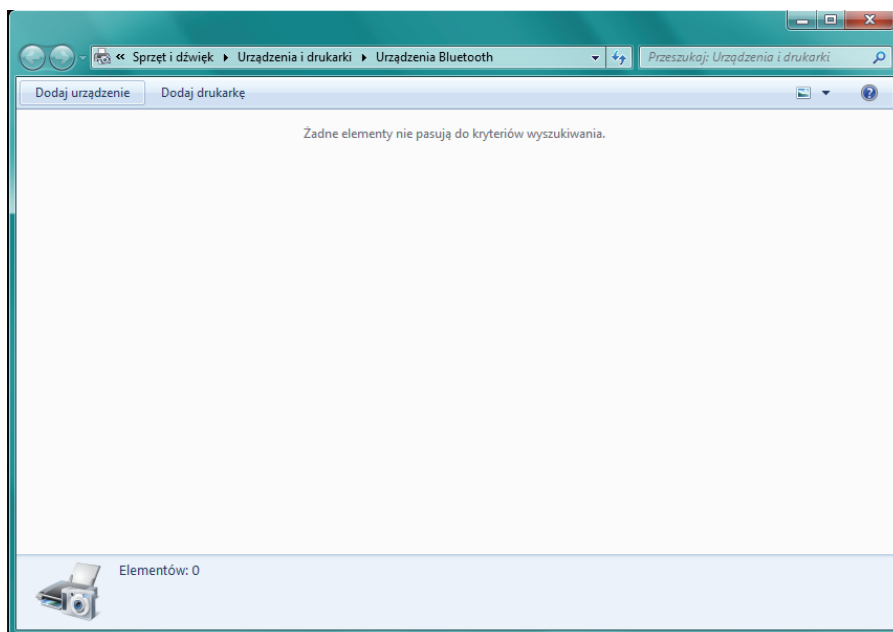 « Sprzęt i dźwięk ▸ Urządzenia i drukarki ▸ Urządzenia Bluetooth
Przeszukaj: Urządzenia i drukarki
Dodaj urządzenie Dodaj drukarkę
Żadne elementy nie pasują do kryteriów wyszukiwania.
Elementów: 0